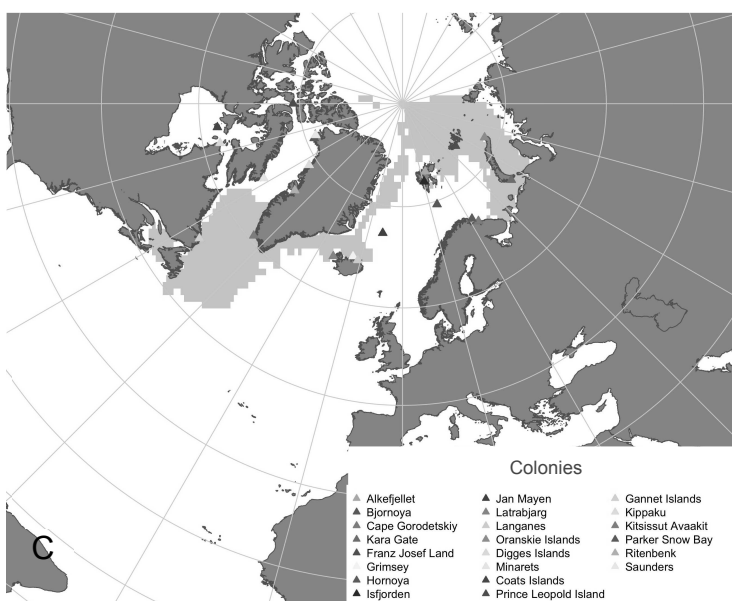 C
Colonies
Alkefjellet
Bjornoya
Cape Gorodetskiy
Kara Gate
Franz Josef Land
Grimsey
Hornoya
Isfjorden
Jan Mayen
Latrabjarg
Langanes
Oranskie Islands
Digges Islands
Minarets
Coats Islands
Prince Leopold Island
Gannet Islands
Kippaku
Kitsissut Avaakit
Parker Snow Bay
Ritenbenk
Saunders